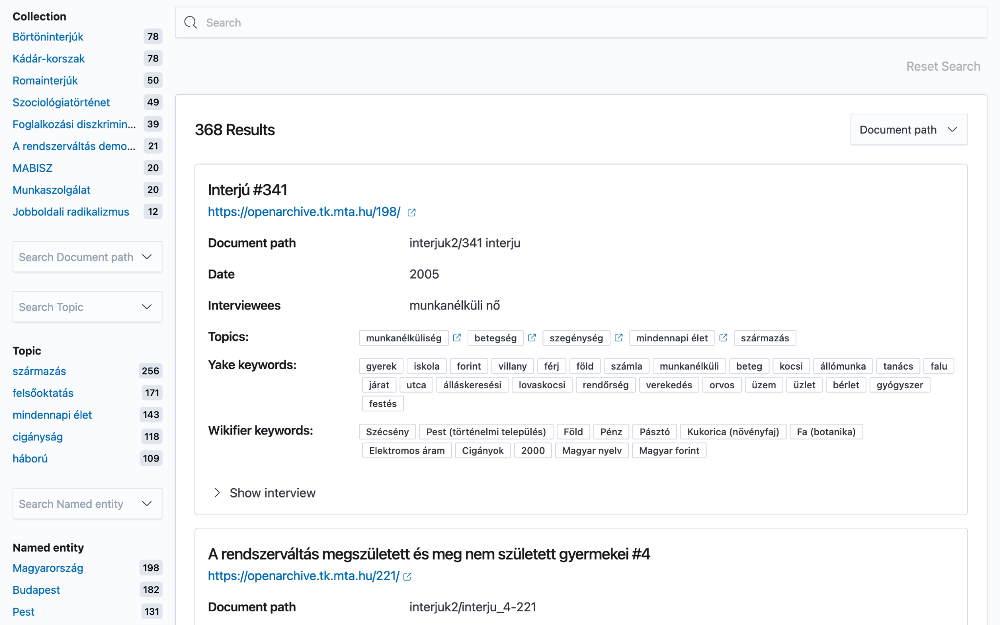 Collection
Börtöninterjúk 78
Kádár-korszak 78
Romainterjúk 50
Szociológiatörténet 49
Foglalkozási diszkrimin... 39
A rendszerváltás demo... 21
MABISZ 20
Munkaszolgálat 20
Jobboldali radikalizmus 12
Search Document path
Search Topic
Topic
származás 256
felsőoktatás 171
mindennapi élet 143
cigányság 118
háború 109
Search Named entity
Named entity
Magyarország 198
Budapest 182
Pest 131
Search
Reset Search
368 Results
Document path
Interjú #341
https://openarchive.tk.mta.hu/198/
Document path interjuk2/341 interju
Date 2005
Interviewees munkanélküli nő
Topics: munkanélküliség betegség szegénység mindennapi élet származás
Yake keywords: gyerek iskola forint villany férj föld számla munkanélküli beteg kocsi állómunka tanács falu
járat utca álláskeresési lovaskocsi rendőrség verekedés orvos üzem üzlet bérlet gyógyszer
festés
Wikifier keywords: Szécsény Pest (történelmi település) Föld Pénz Pásztó Kukorica (növényfaj) Fa (botanika)
Elektromos áram Cigányok 2000 Magyar nyelv Magyar forint
Show interview
A rendszerváltás megszületett és meg nem született gyermekei #4
https://openarchive.tk.mta.hu/221/
Document path interjuk2/interju_4-221